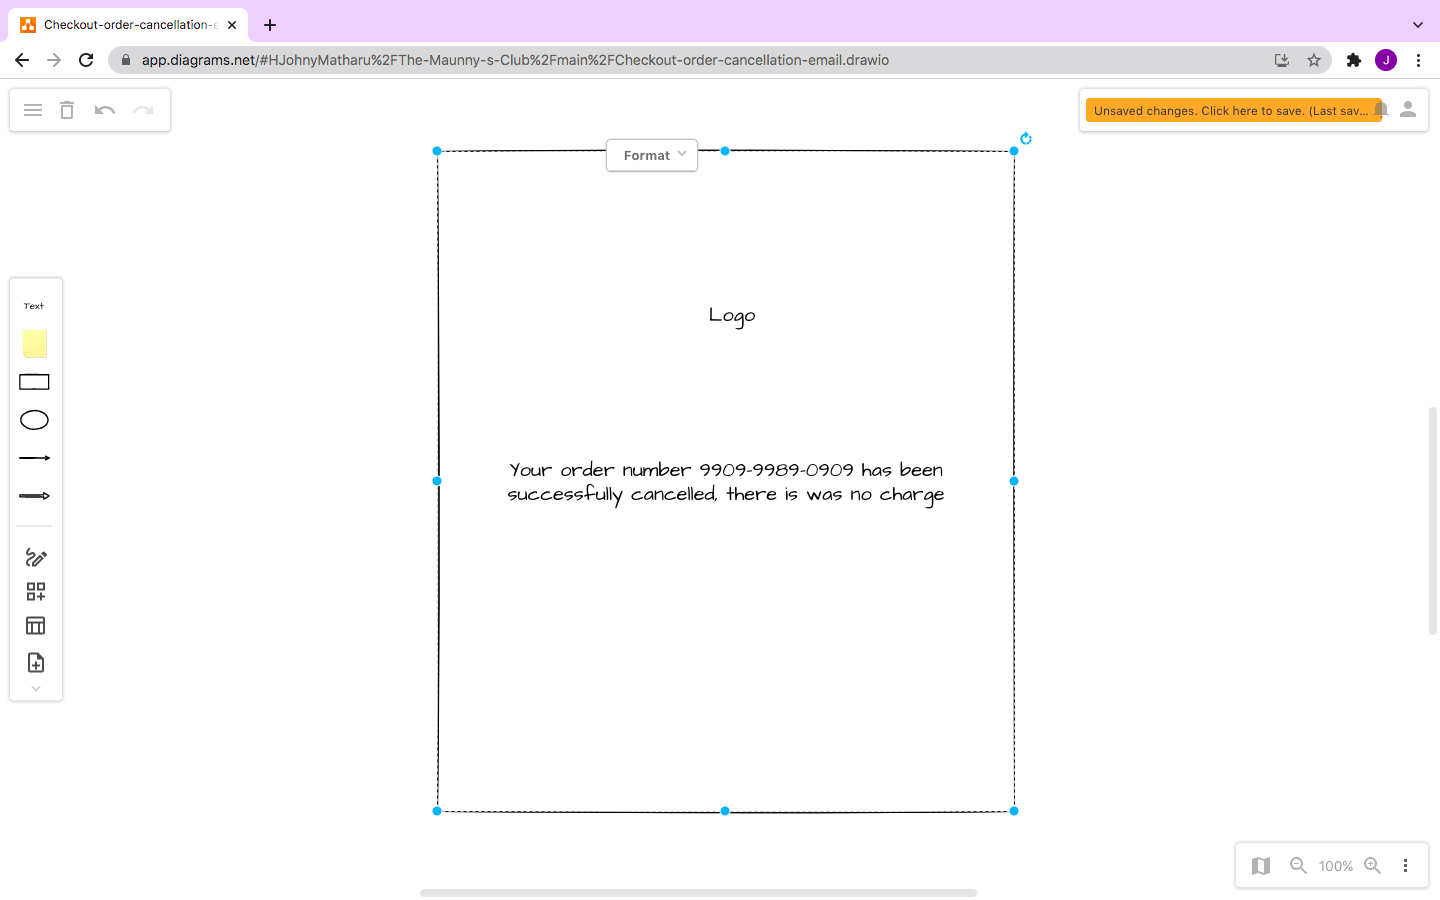 Checkout-order-cancellation-e
app.diagrams.net/#HJohnyMatharu%2FThe-Maunny-s-Club%2Fmain%2FCheckout-order-cancellation-email.drawio
J
Unsaved changes. Click here to save. (Last sav...
Format
Logo
Text
Your order number 9909-9989-0909 has been
successfully cancelled, there is was no charge
100%